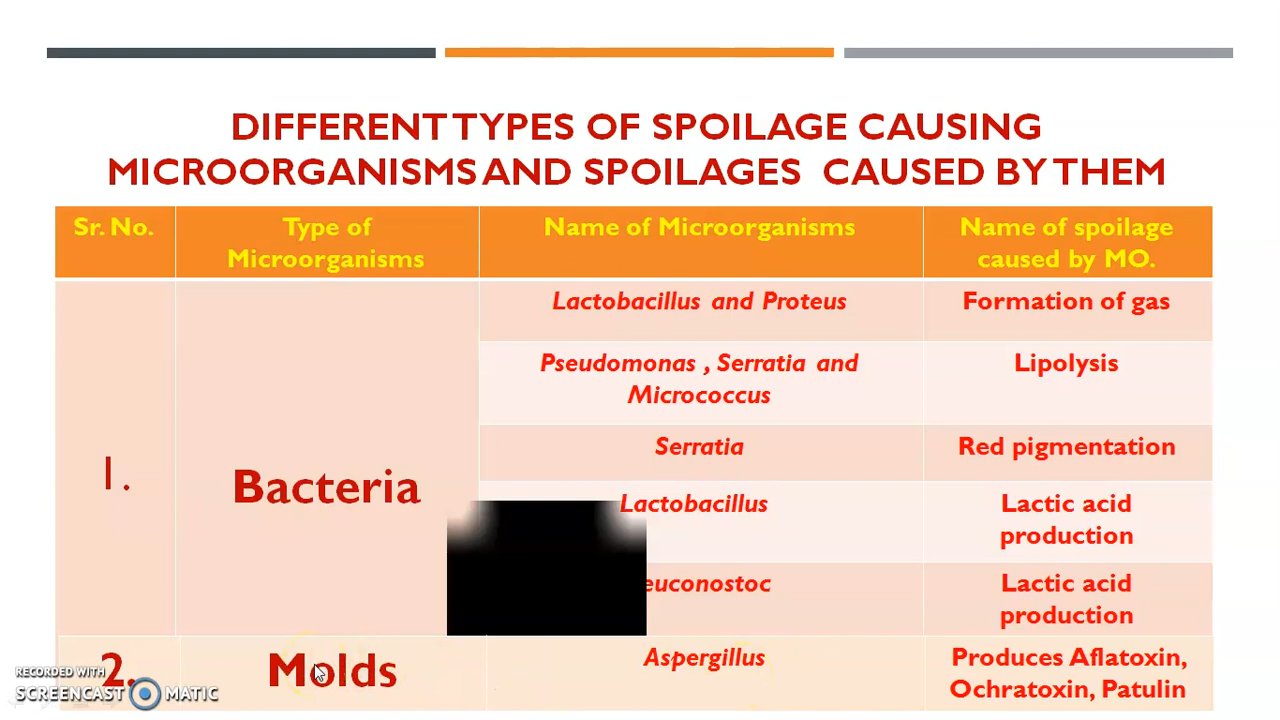 DIFFERENT TYPES OF SPOILAGE CAUSING
MICROORGANISMS AND SPOILAGES CAUSED BY THEM
Sr. No.
Type of
Microorganisms
Name of Microorganisms
Name of spoilage
caused by MO.
1.
Bacteria
Lactobacillus and Proteus
Formation of gas
Pseudomonas , Serratia and
Micrococcus
Lipolysis
Serratia
Red pigmentation
Lactobacillus
Lactic acid
production
euconostoc
Lactic acid
production
2.
Molds
Aspergillus
Produces Aflatoxin,
Ochratoxin, Patulin
RECORDED WITH
SCREENCAST MATIC